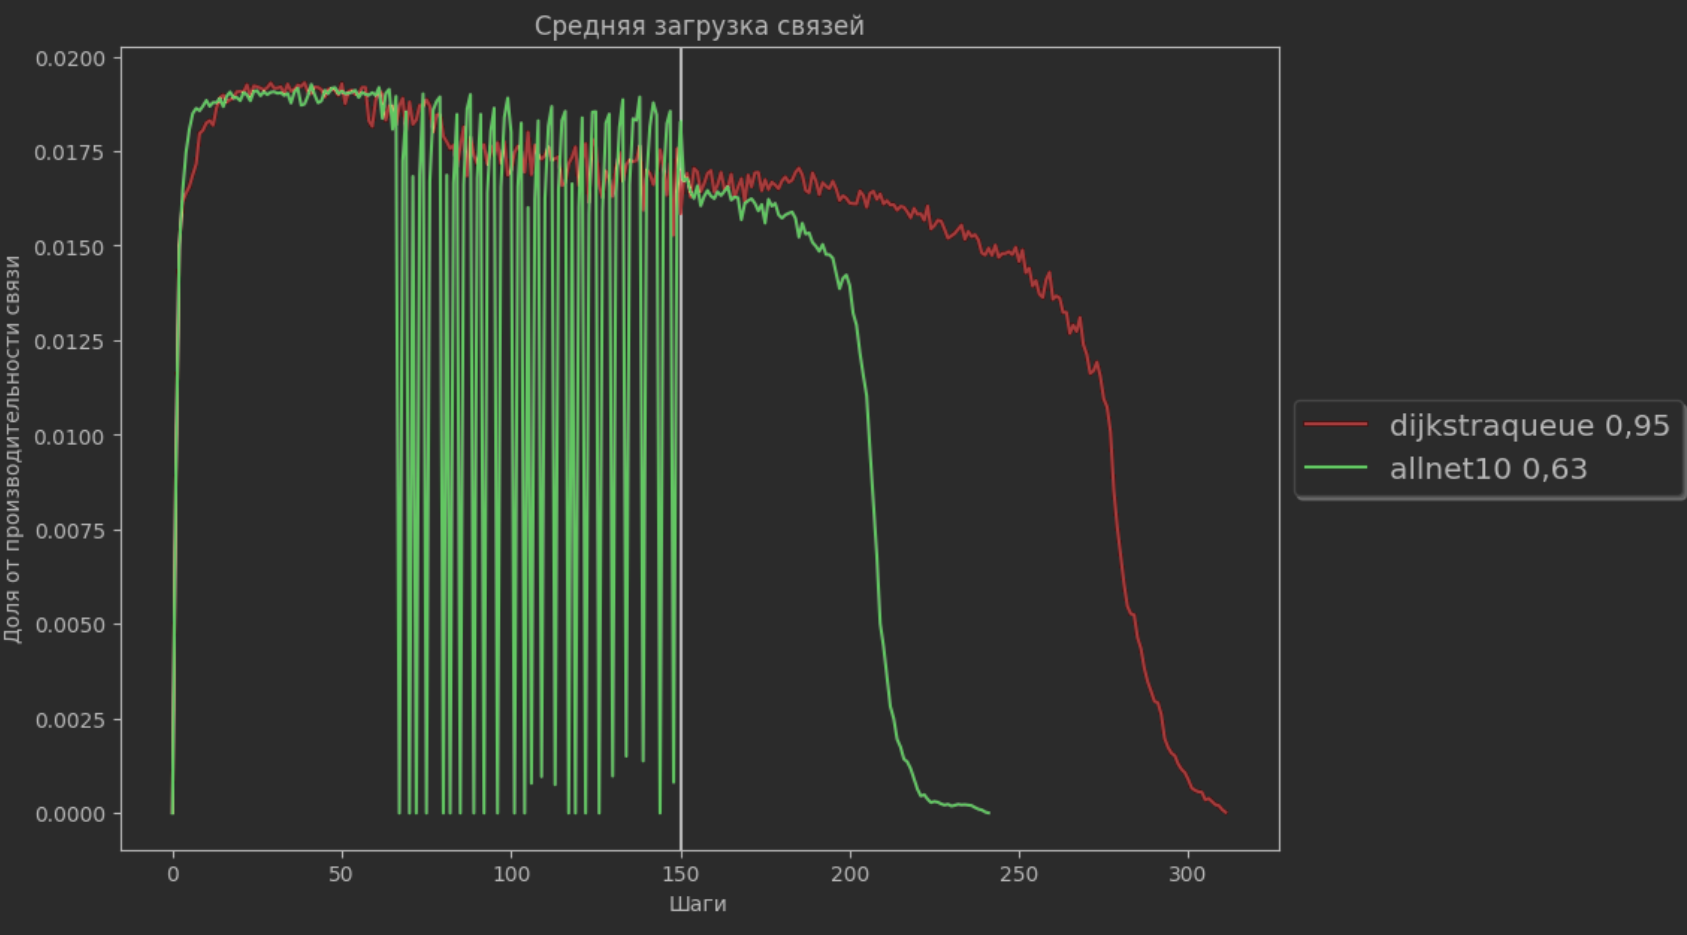 Средняя загрузка связей
0.0200
0.0175
0.0150
0.0125
0.0100
0.0075
0.0050
0.0025
0.0000
Доля от производительности связи
0 50 100 150 200 250 300
Шаги
dijkstraqueue 0,95
allnet10 0,63